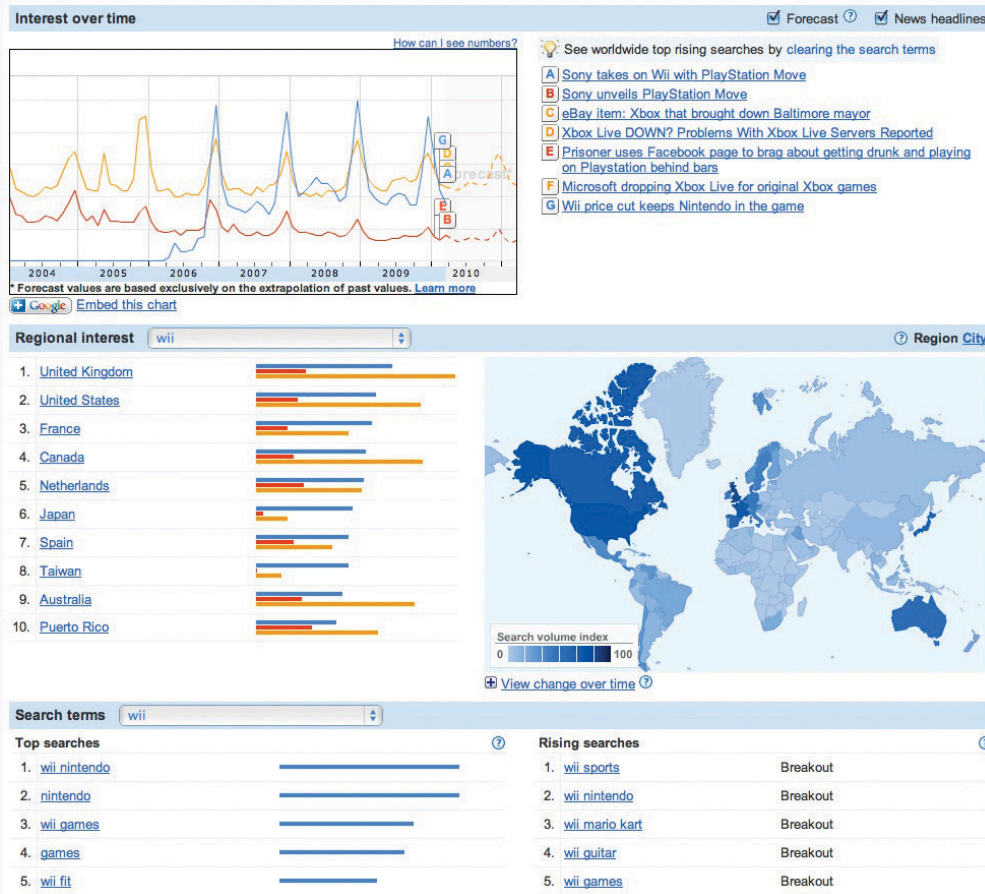 Interest over time
Forecast ? News headlines
How can I see numbers?
See worldwide top rising searches by clearing the search terms
A Sony takes on Wii with PlayStation Move
B Sony unveils PlayStation Move
C eBay item: Xbox that brought down Baltimore mayor
D Xbox Live DOWN? Problems With Xbox Live Servers Reported
E Prisoner uses Facebook page to brag about getting drunk and playing
on Playstation behind bars
F Microsoft dropping Xbox Live for original Xbox games
G Wii price cut keeps Nintendo in the game
G
D
A
E
B
2004 2005 2006 2007 2008 2009 2010
* Forecast values are based exclusively on the extrapolation of past values. Learn more
Google Embed this chart
Regional interest wii
? Region City
1. United Kingdom
2. United States
3. France
4. Canada
5. Netherlands
6. Japan
7. Spain
8. Taiwan
9. Australia
10. Puerto Rico
Search volume index
0 100
View change over time ?
Search terms wii
Top searches ?
1. wii nintendo
2. nintendo
3. wii games
4. games
5. wii fit
Rising searches
1. wii sports Breakout
2. wii nintendo Breakout
3. wii mario kart Breakout
4. wii guitar Breakout
5. wii games Breakout